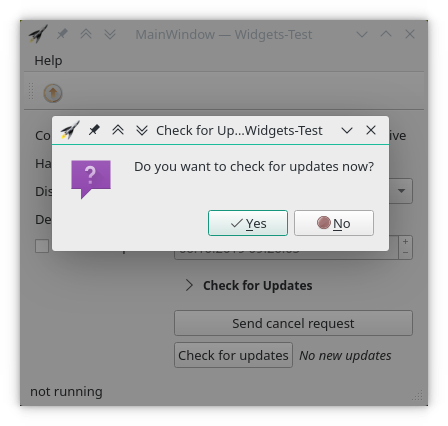 MainWindow — Widgets-Test
Help
Check for Up...Widgets-Test
Do you want to check for updates now?
Yes
No
Co
Ha
Dis
De
Check for Updates
Send cancel request
Check for updates
No new updates
not running